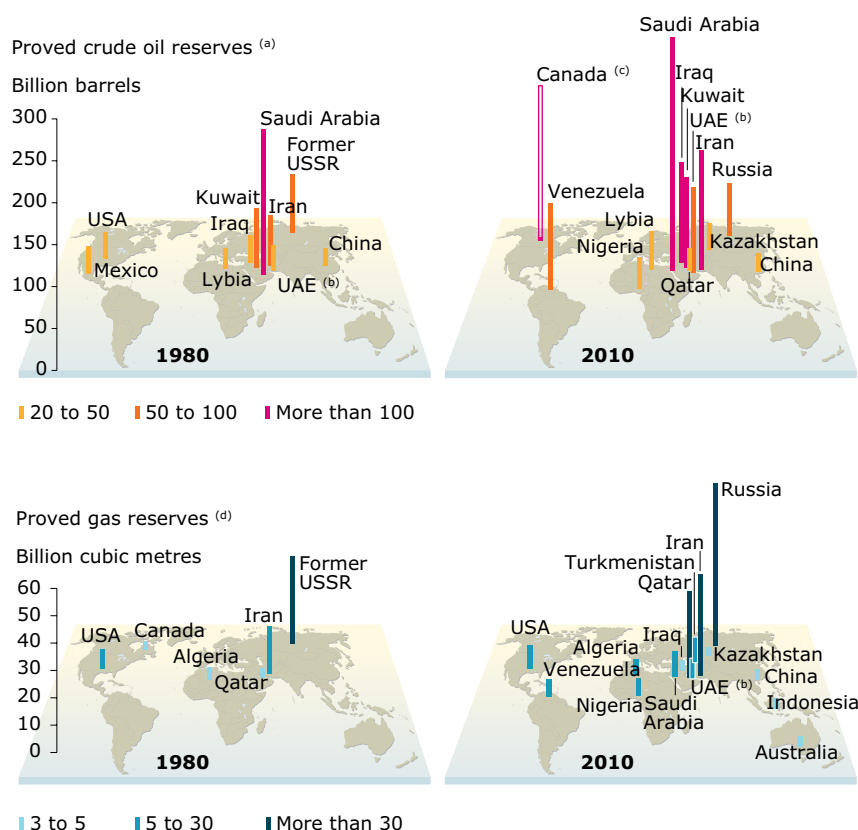 Proved crude oil reserves (a)
Billion barrels
300
250
200
150
100
50
0
Saudi Arabia
Former
USSR
Kuwait
Iran
USA
Iraq
China
Mexico
Lybia
UAE (b)
1980
Saudi Arabia
Canada (c)
Iraq
Kuwait
UAE (b)
Iran
Russia
Venezuela
Lybia
Nigeria
Kazakhstan
China
Qatar
2010
20 to 50
50 to 100
More than 100
Proved gas reserves (d)
Billion cubic metres
60
50
40
30
20
10
0
Former
USSR
Iran
USA
Canada
Algeria
Qatar
1980
Russia
Iran
Turkmenistan
Qatar
USA
Iraq
Algeria
Kazakhstan
Venezuela
China
UAE (b)
Nigeria
Saudi
Arabia
Indonesia
Australia
2010
3 to 5
5 to 30
More than 30